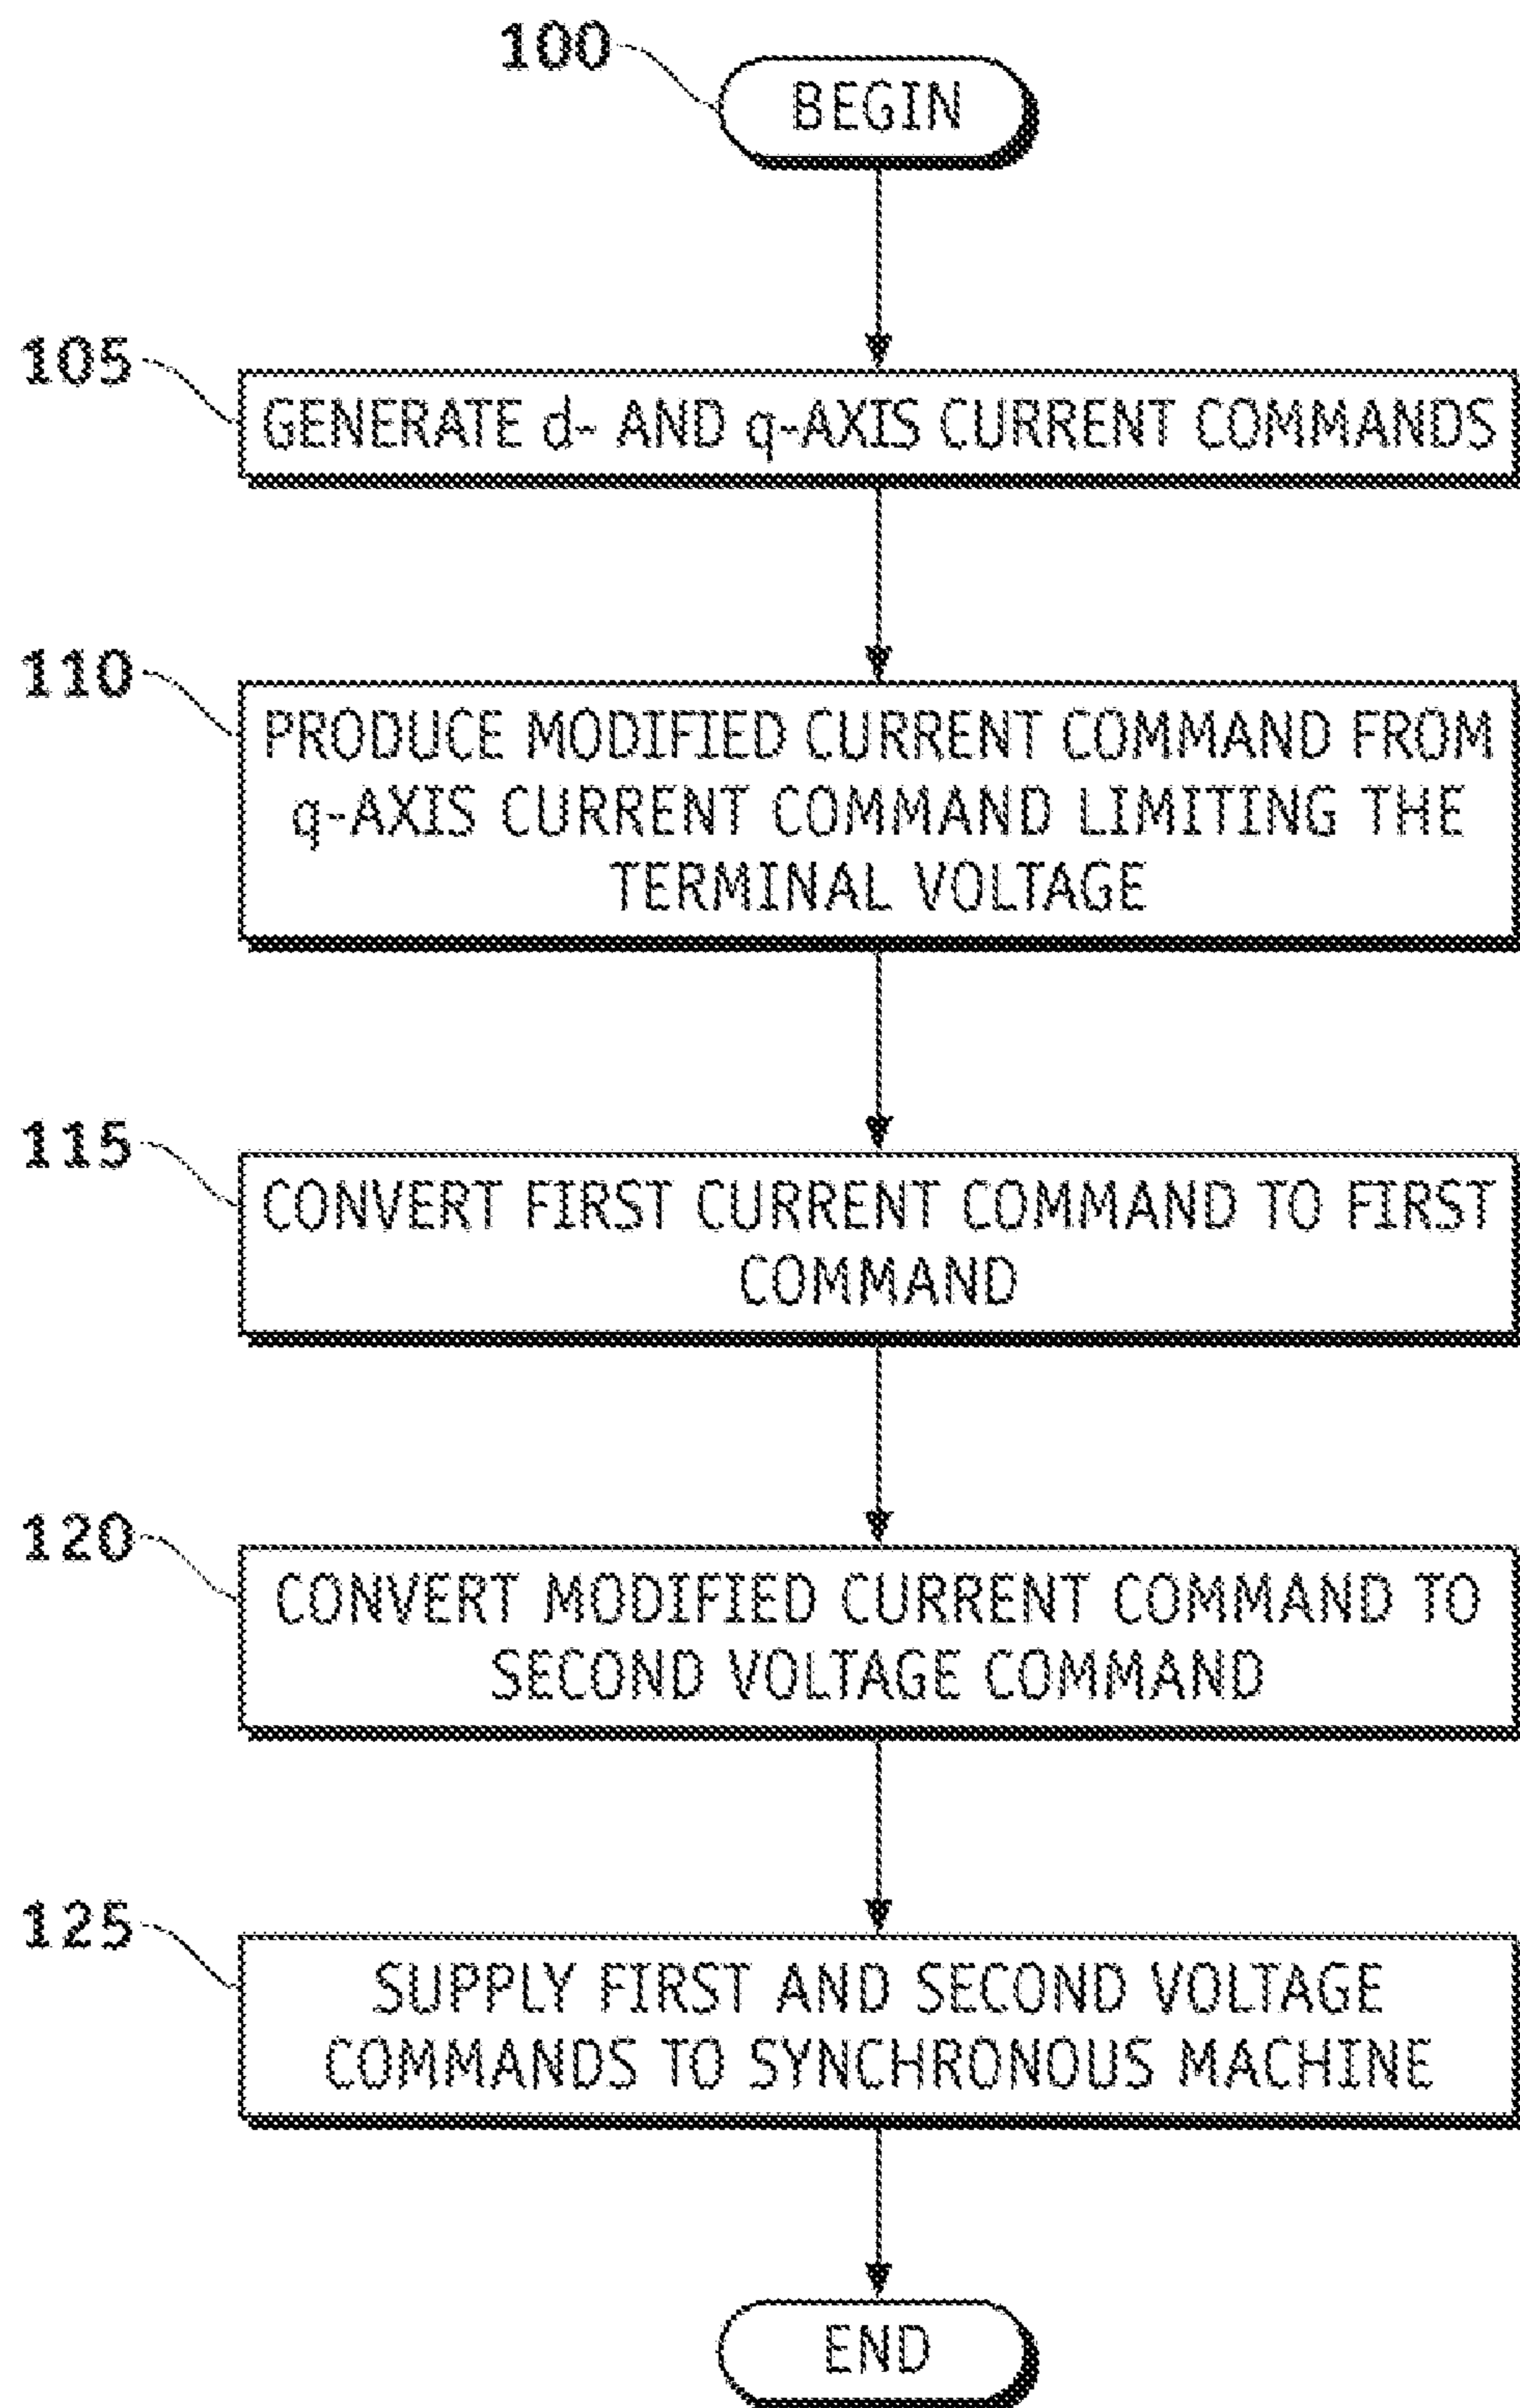 100
BEGIN
105
GENERATE d- AND q-AXIS CURRENT COMMANDS
110
PRODUCE MODIFIED CURRENT COMMAND FROM
q-AXIS CURRENT COMMAND LIMITING THE
TERMINAL VOLTAGE
115
CONVERT FIRST CURRENT COMMAND TO FIRST
COMMAND
120
CONVERT MODIFIED CURRENT COMMAND TO
SECOND VOLTAGE COMMAND
125
SUPPLY FIRST AND SECOND VOLTAGE
COMMANDS TO SYNCHRONOUS MACHINE
END